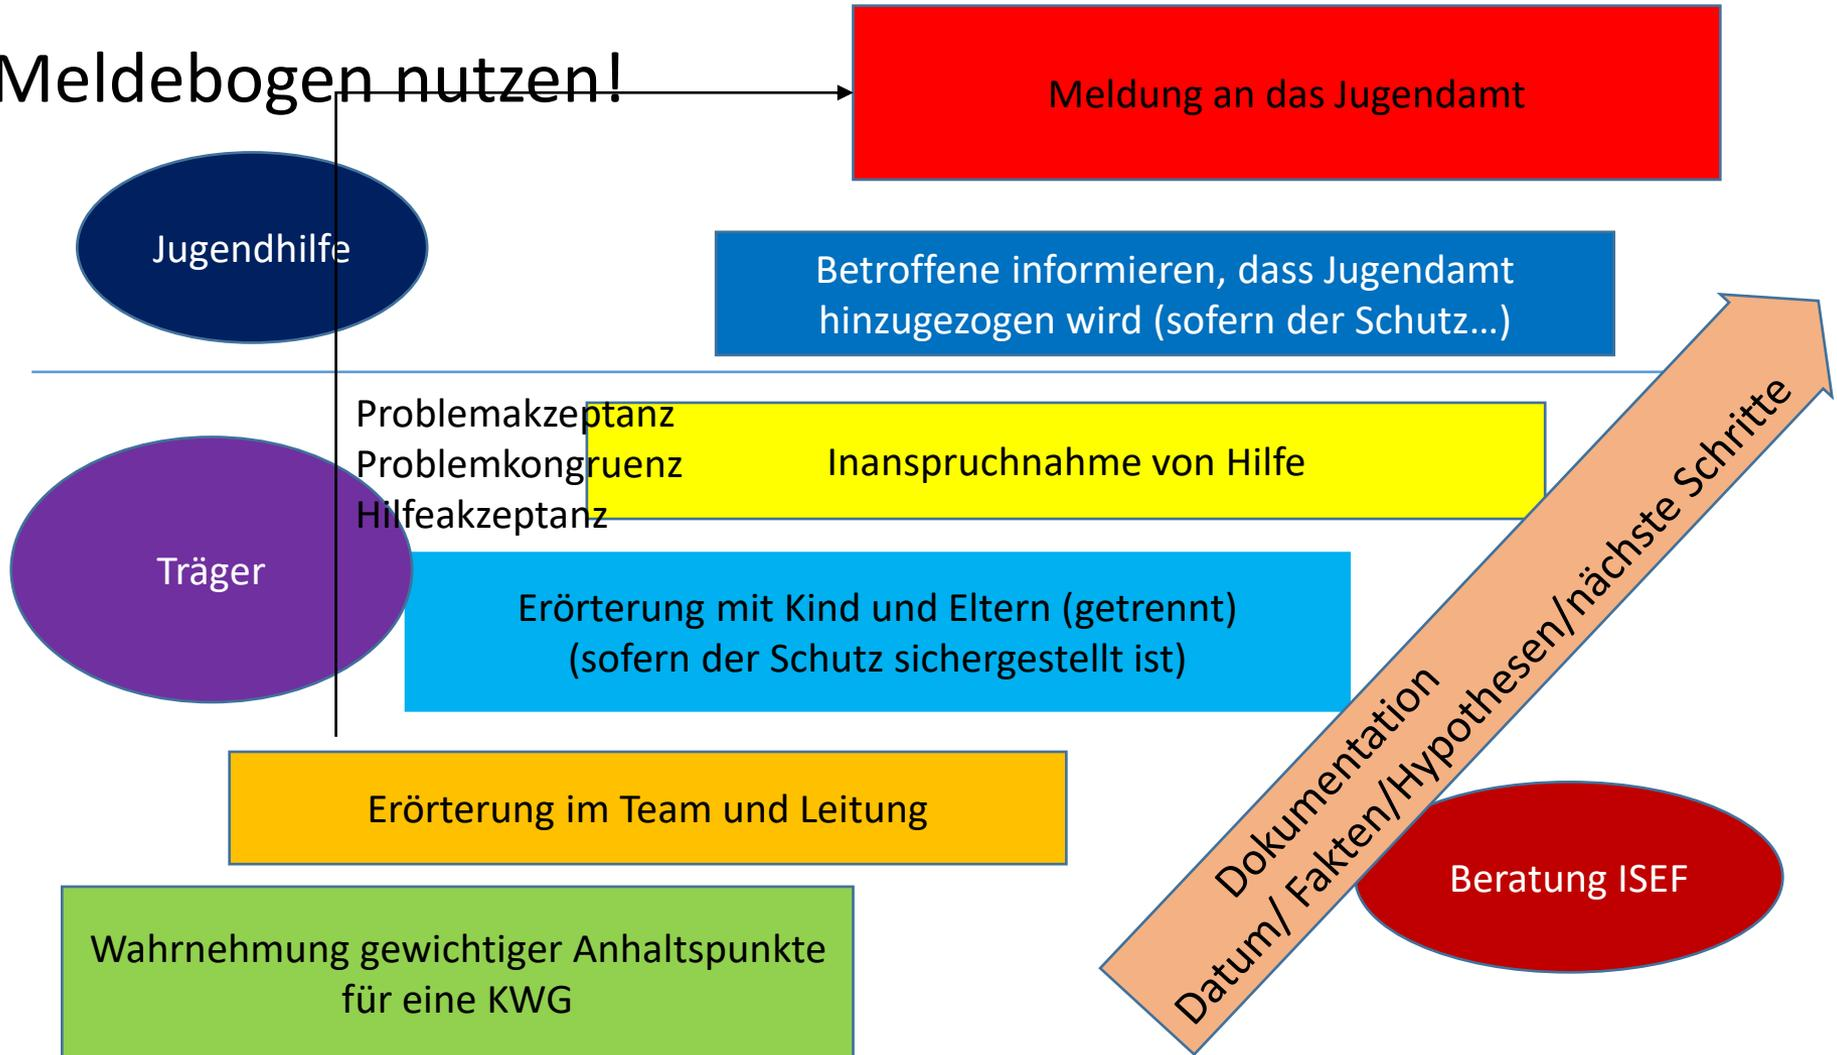 Meldebogen nutzen!
Meldung an das Jugendamt
Jugendhilfe
Betroffene informieren, dass Jugendamt
hinzugezogen wird (sofern der Schutz…)
Problemakzeptanz
Problemkongruenz
Hilfeakzeptanz
Inanspruchnahme von Hilfe
Träger
Erörterung mit Kind und Eltern (getrennt)
(sofern der Schutz sichergestellt ist)
Erörterung im Team und Leitung
Wahrnehmung gewichtiger Anhaltspunkte
für eine KWG
Dokumentation
Datum/ Fakten/Hypothesen/nächste Schritte
Beratung ISEF